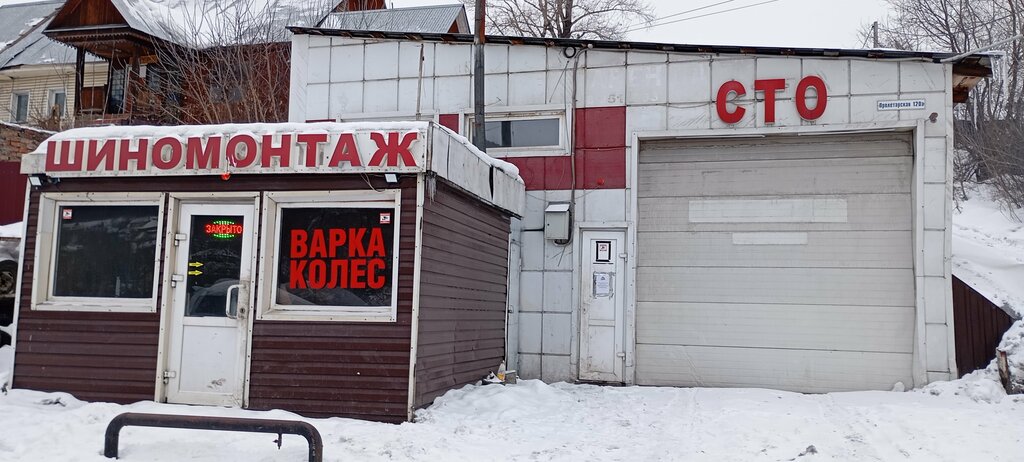 ШИНОМОНТАЖ
ЗАКРЫТО
ВАРКА
КОЛЕС
СТО
Пролетарская 120а